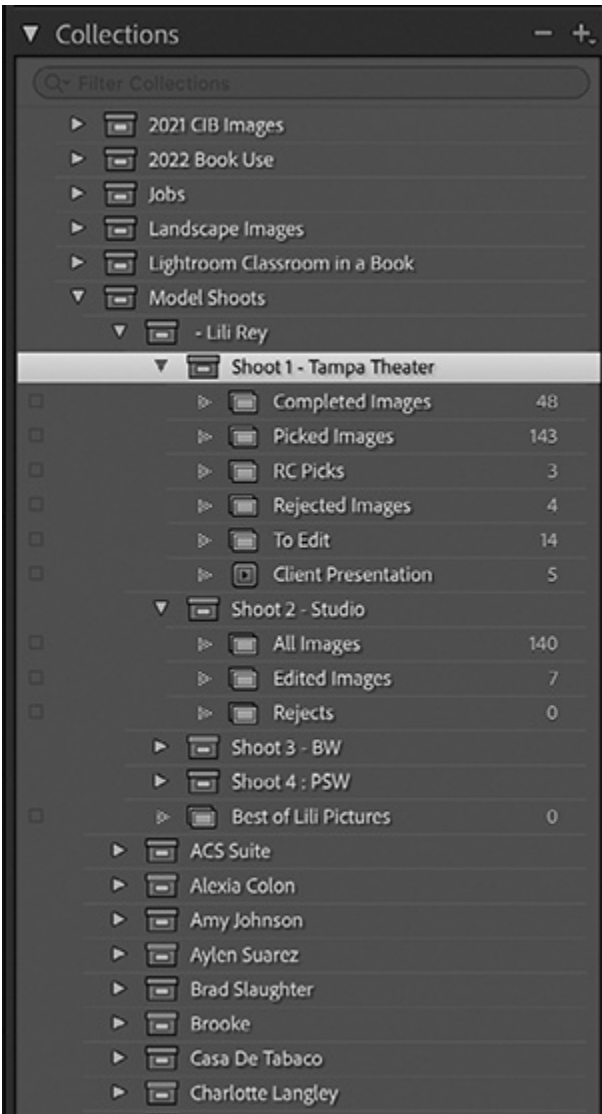 Collections
Filter Collections
2021 CIB Images
2022 Book Use
Jobs
Landscape Images
Lightroom Classroom in a Book
Model Shoots
- Lili Rey
Shoot 1 - Tampa Theater
Completed Images 48
Picked Images 143
RC Picks 3
Rejected Images 4
To Edit 14
Client Presentation 5
Shoot 2 - Studio
All Images 140
Edited Images 7
Rejects 0
Shoot 3 - BW
Shoot 4 : PSW
Best of Lili Pictures 0
ACS Suite
Alexia Colon
Amy Johnson
Aylen Suarez
Brad Slaughter
Brooke
Casa De Tabaco
Charlotte Langley